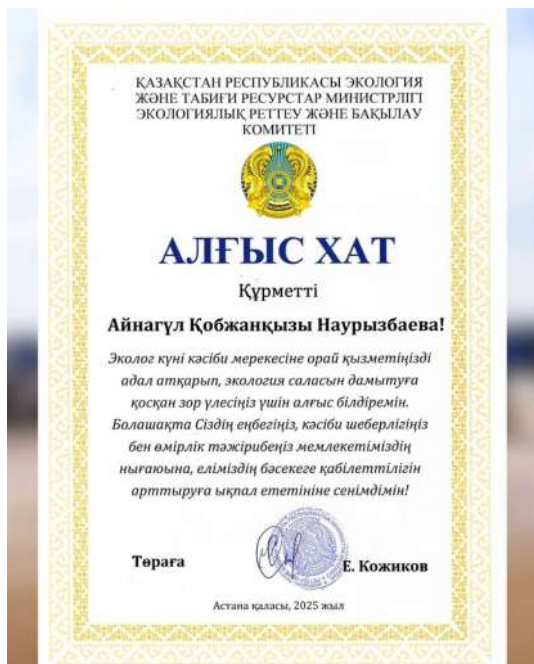 ҚАЗАҚСТАН РЕСПУБЛИКАСЫ ЭКОЛОГИЯ
ЖӘНЕ ТАБИҒИ РЕСУРСТАР МИНИСТРЛІГІ
ЭКОЛОГИЯЛЫҚ РЕТТЕУ ЖӘНЕ БАҚЫЛАУ
КОМИТЕТІ
АЛҒЫС ХАТ
Құрметті
Айнагүл Қобжанқызы Наурызбаева!
Эколог күні кәсіби мерекесіне орай қызметіңізді
адал атқарып, экология саласын дамытуға
қосқан зор үлесіңіз үшін алғыс білдіремін.
Болашақта Сіздің еңбегіңіз, кәсіби шеберлігіңіз
бен өмірлік тәжірибеңіз мемлекетіміздің
нығаюына, еліміздің бәсекеге қабілеттілігін
арттыруға ықпал ететініне сенімдімін!
Төраға Е. Кожиков
Астана қаласы, 2025 жыл